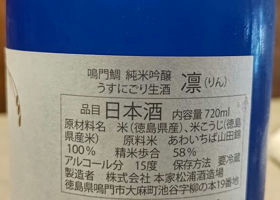 鳴門鯛 純米吟醸
うすにごり生酒 凛(りん)
品目 日本酒 内容量 720ml
原材料名 米(徳島県産)、米こうじ(徳島
県産米) 原料米 あわいちば山田錦
100% 精米歩合 58%
アルコール分 15度 保存方法 要冷蔵
製造者 株式会社 本家松浦酒造場
徳島県鳴門市大麻町池谷字柳の本19番地